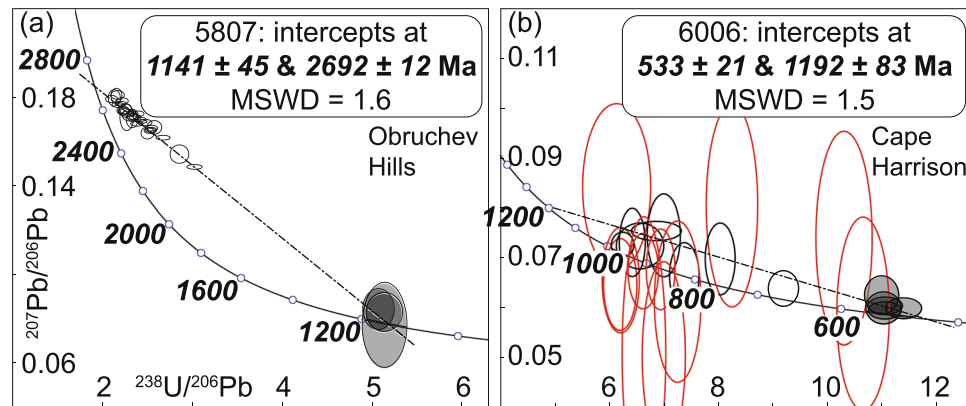 (a)
5807: intercepts at
1141 ± 45 & 2692 ± 12 Ma
MSWD = 1.6
Obruchev
Hills
2800
2400
2000
1600
1200
0.18
0.14
0.06
207Pb/206Pb
2
238U/206Pb
4
5
6
(b)
6006: intercepts at
533 ± 21 & 1192 ± 83 Ma
MSWD = 1.5
Cape
Harrison
0.11
0.09
0.07
0.05
1200
1000
800
600
6
8
10
12